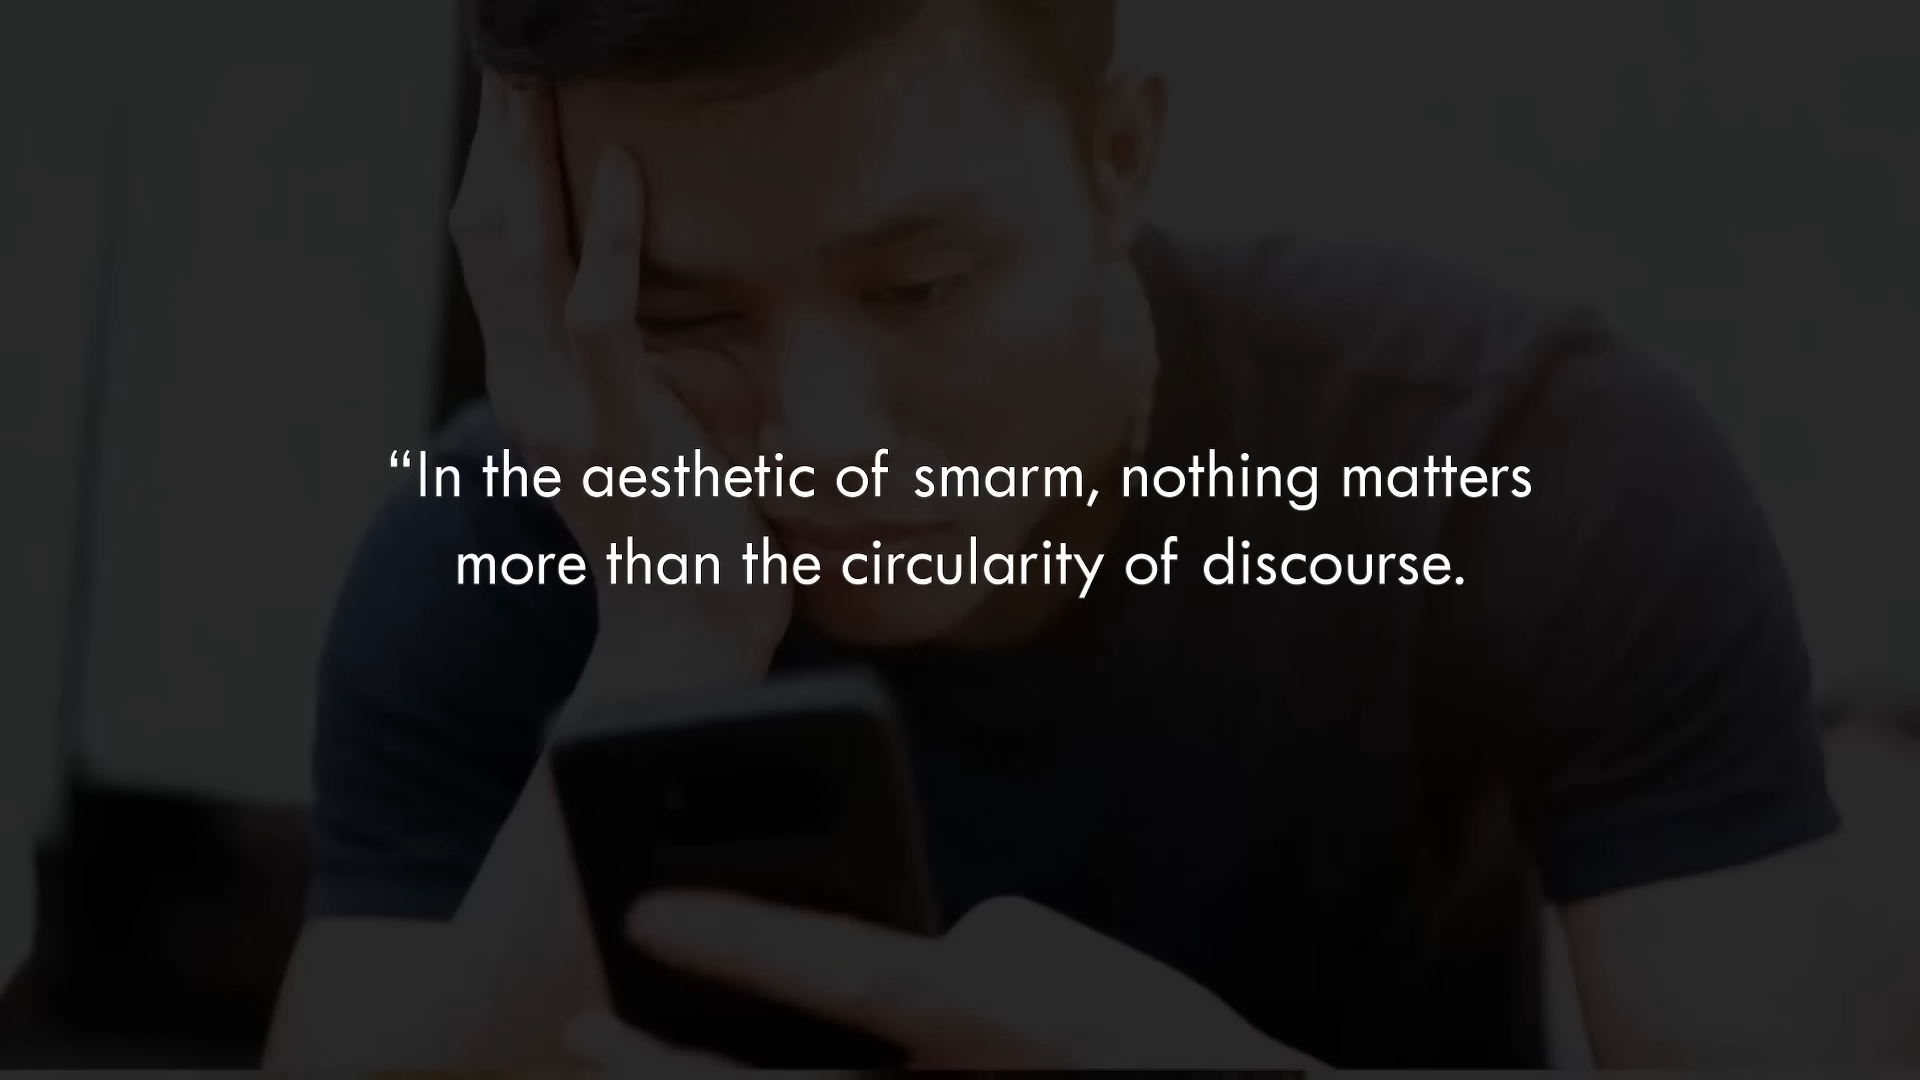 “In the aesthetic of smarm, nothing matters
more than the circularity of discourse.